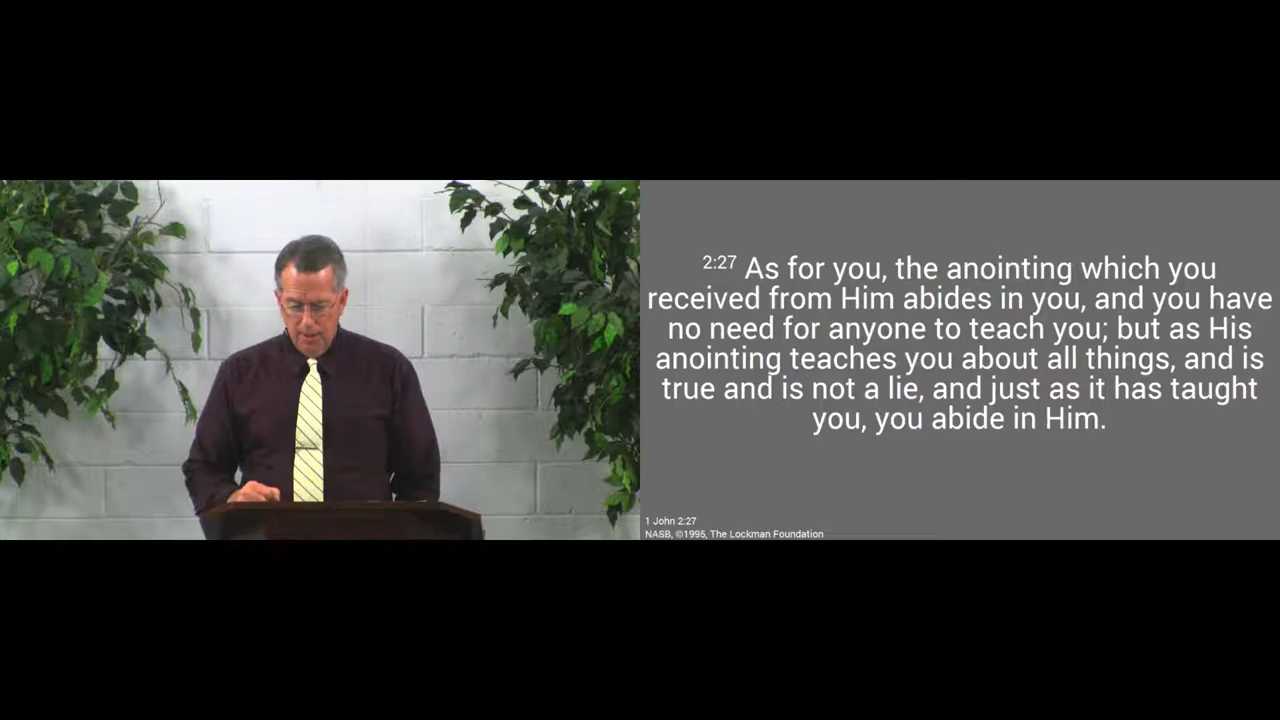 2:27 As for you, the anointing which you
received from Him abides in you, and you have
no need for anyone to teach you; but as His
anointing teaches you about all things, and is
true and is not a lie, and just as it has taught
you, you abide in Him.
1 John 2:27
NASB, ©1995, The Lockman Foundation